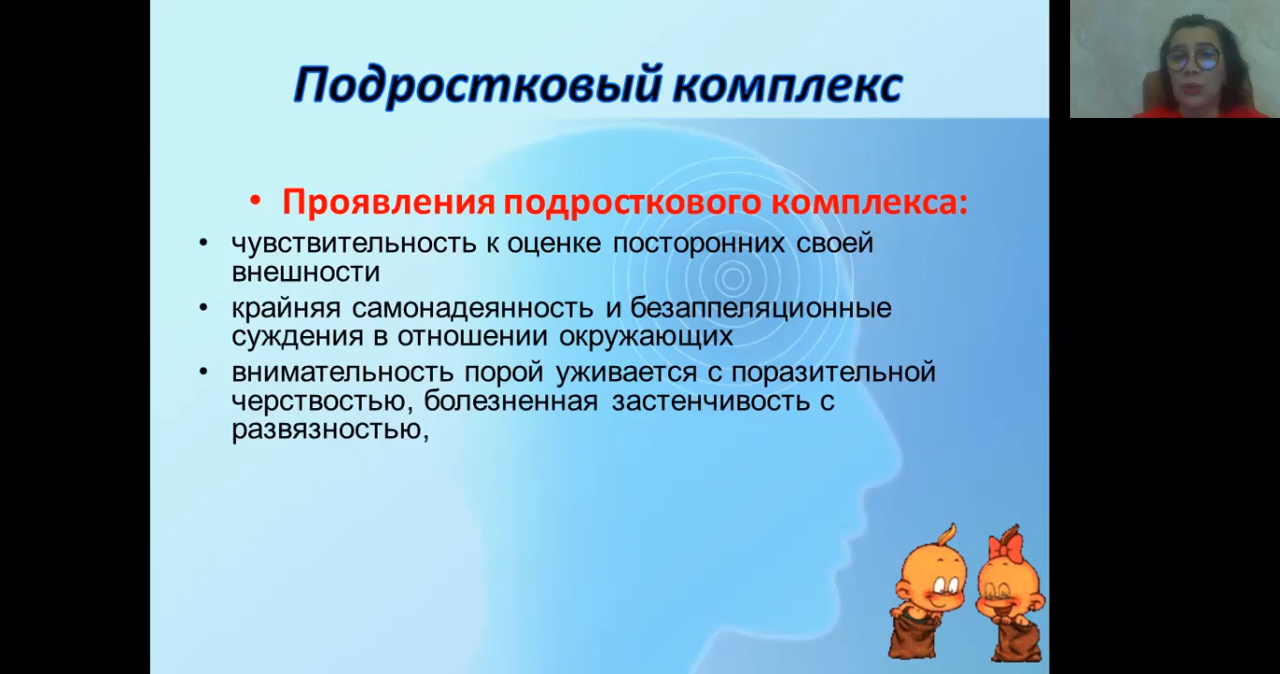 Подростковый комплекс
• Проявления подросткового комплекса:
• чувствительность к оценке посторонних своей
внешности
• крайняя самонадеянность и безаппеляционные
суждения в отношении окружающих
• внимательность порой уживается с поразительной
черствостью, болезненная застенчивость с
развязностью,